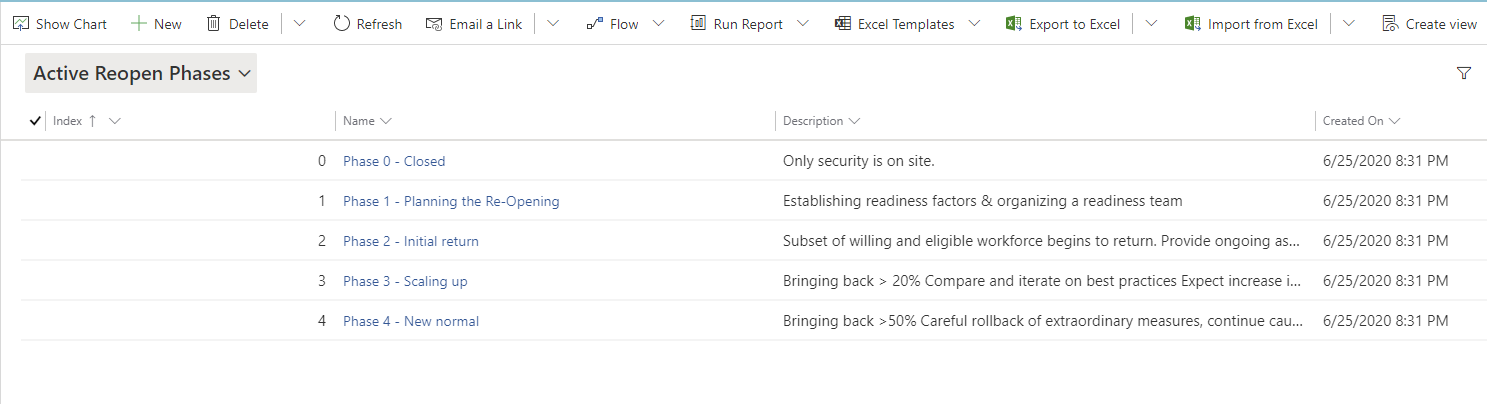 Show Chart New Delete Refresh Email a Link Flow Run Report Excel Templates Export to Excel Import from Excel Create view
Active Reopen Phases
Index Name Description Created On
0 Phase 0 - Closed Only security is on site. 6/25/2020 8:31 PM
1 Phase 1 - Planning the Re-Opening Establishing readiness factors & organizing a readiness team 6/25/2020 8:31 PM
2 Phase 2 - Initial return Subset of willing and eligible workforce begins to return. Provide ongoing as... 6/25/2020 8:31 PM
3 Phase 3 - Scaling up Bringing back > 20% Compare and iterate on best practices Expect increase i... 6/25/2020 8:31 PM
4 Phase 4 - New normal Bringing back >50% Careful rollback of extraordinary measures, continue cau... 6/25/2020 8:31 PM